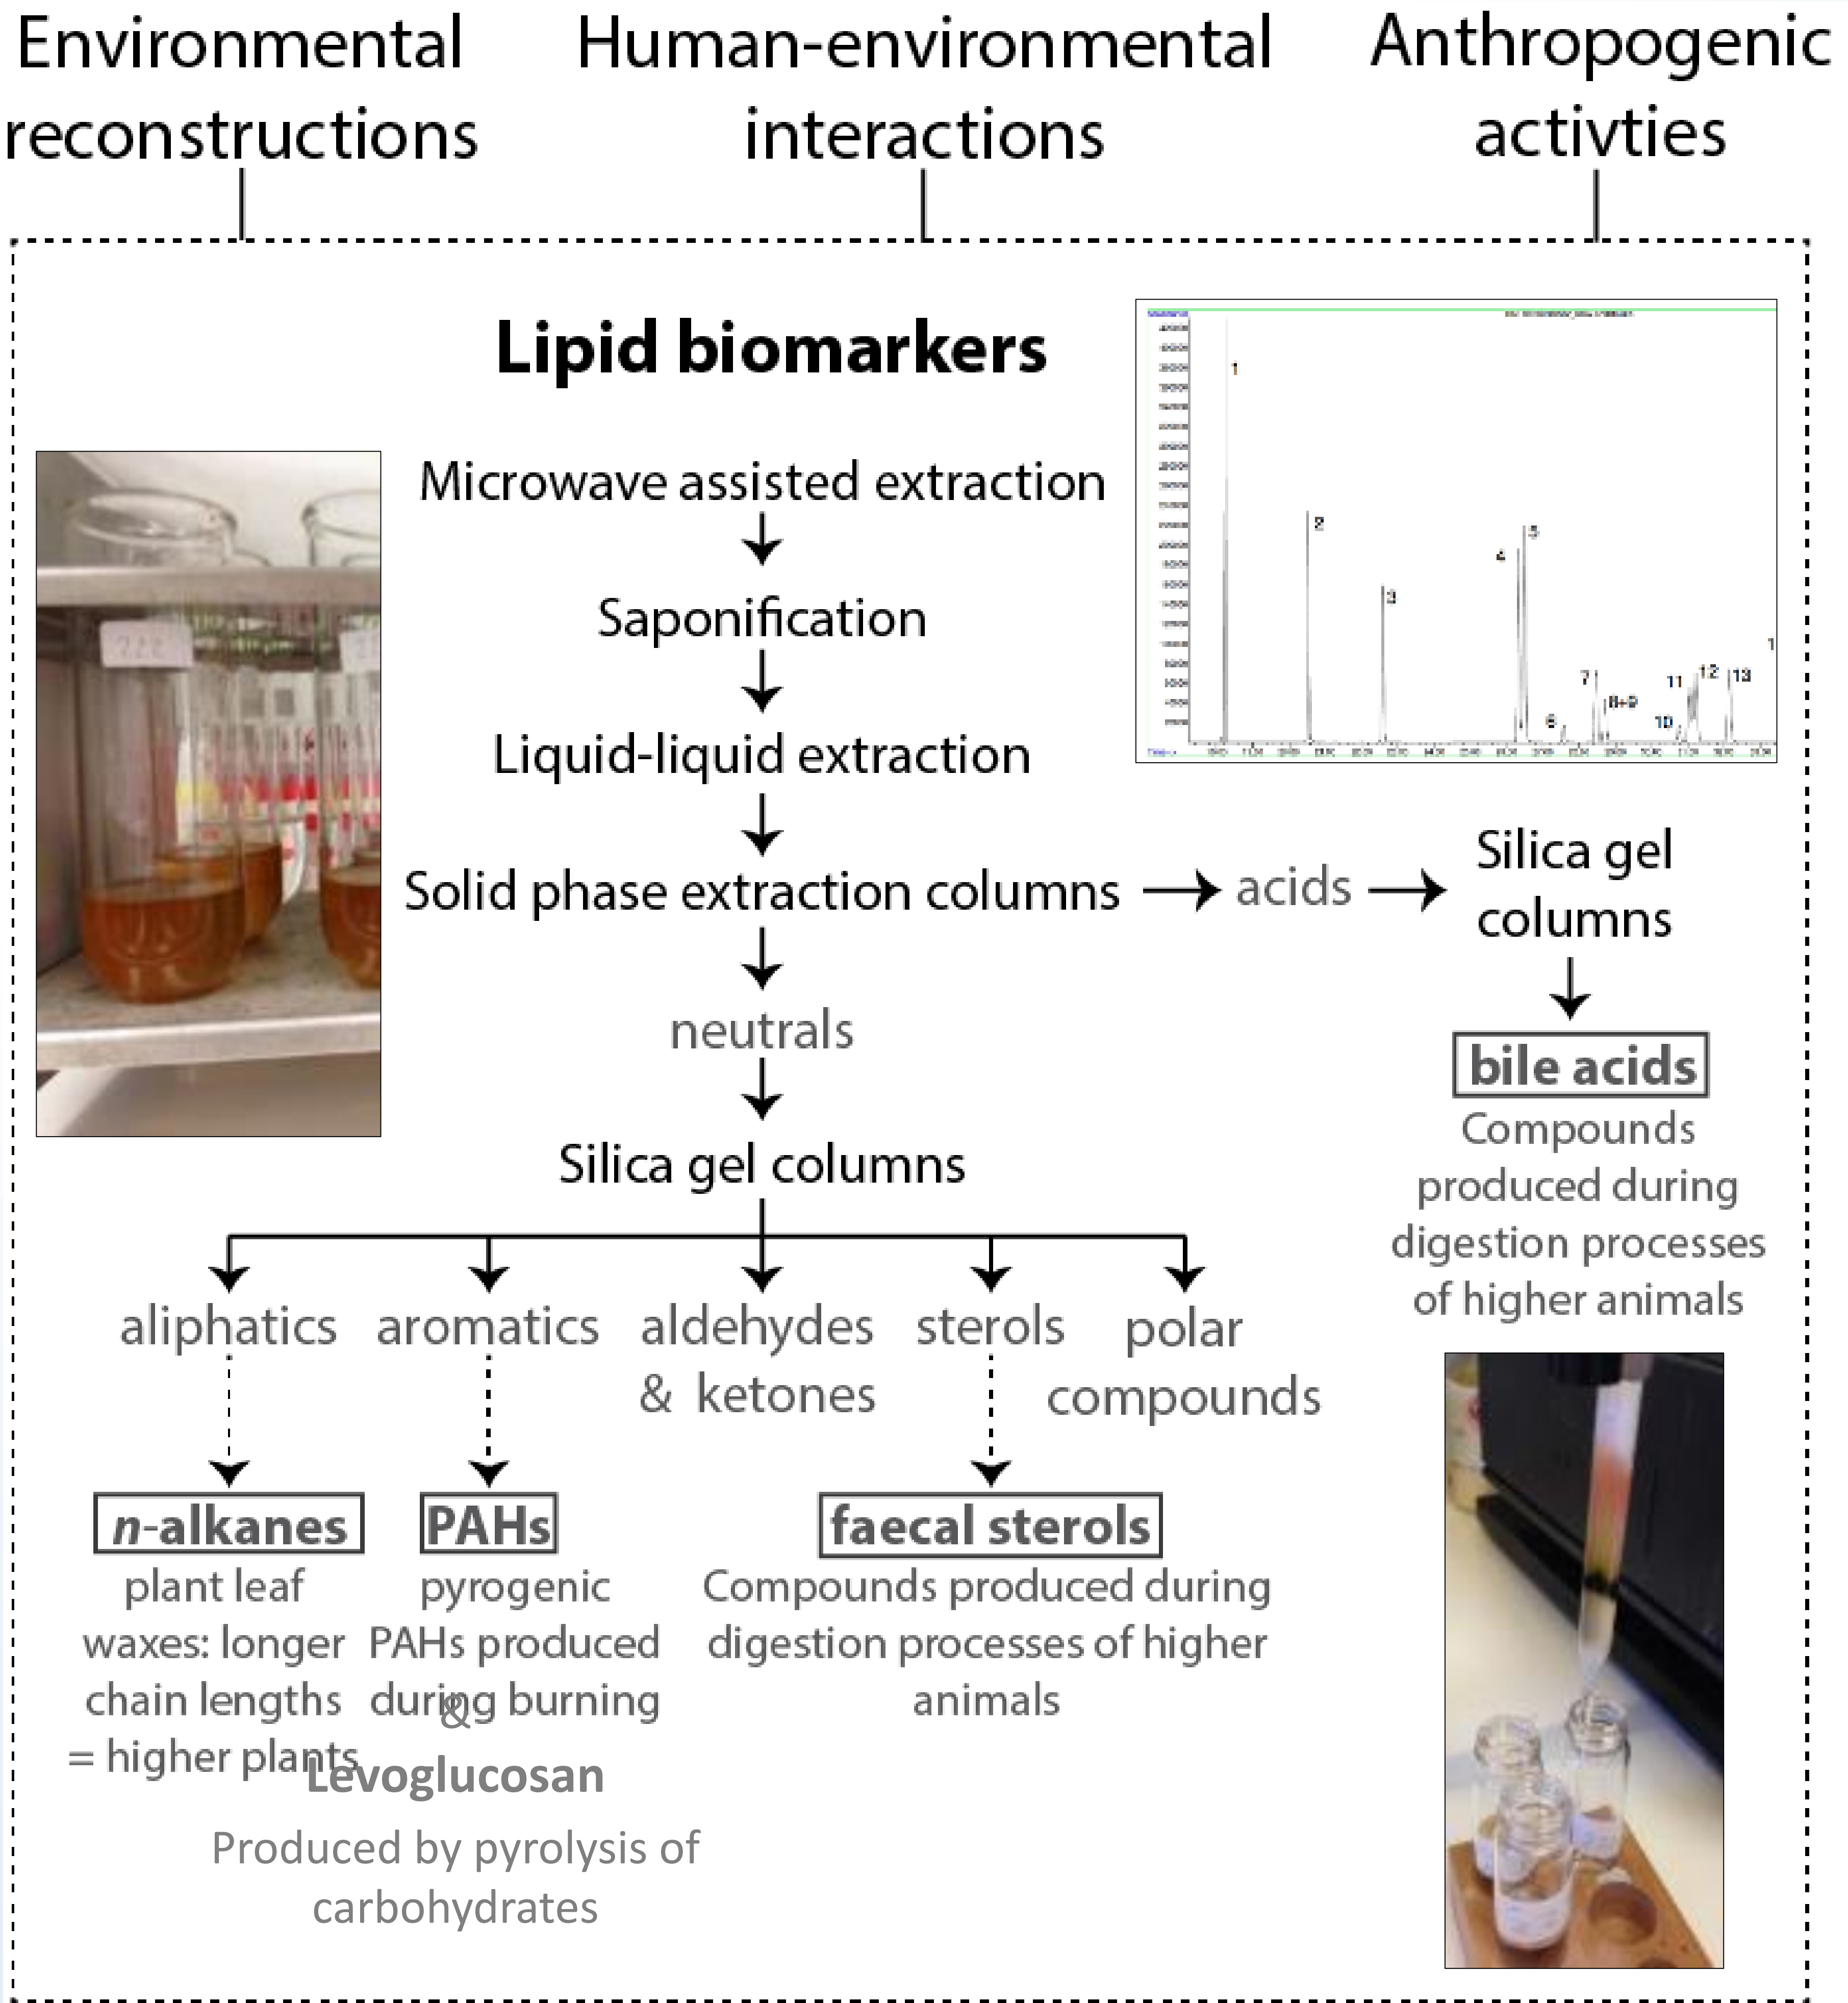 Environmental
reconstructions
Human-environmental
interactions
Anthropogenic
activties
Lipid biomarkers
1
2
3
4
5
6
7
8+9
10
11
12
13
1
Microwave assisted extraction
Saponification
Liquid-liquid extraction
Solid phase extraction columns
acids
Silica gel
columns
bile acids
Compounds
produced during
digestion processes
of higher animals
neutrals
Silica gel columns
aliphatics
aromatics
aldehydes
& ketones
sterols
polar
compounds
n-alkanes
plant leaf
waxes: longer
chain lengths
= higher plants
PAHs
pyrogenic
PAHs produced
during burning
&
Levoglucosan
Produced by pyrolysis of
carbohydrates
faecal sterols
Compounds produced during
digestion processes of higher
animals